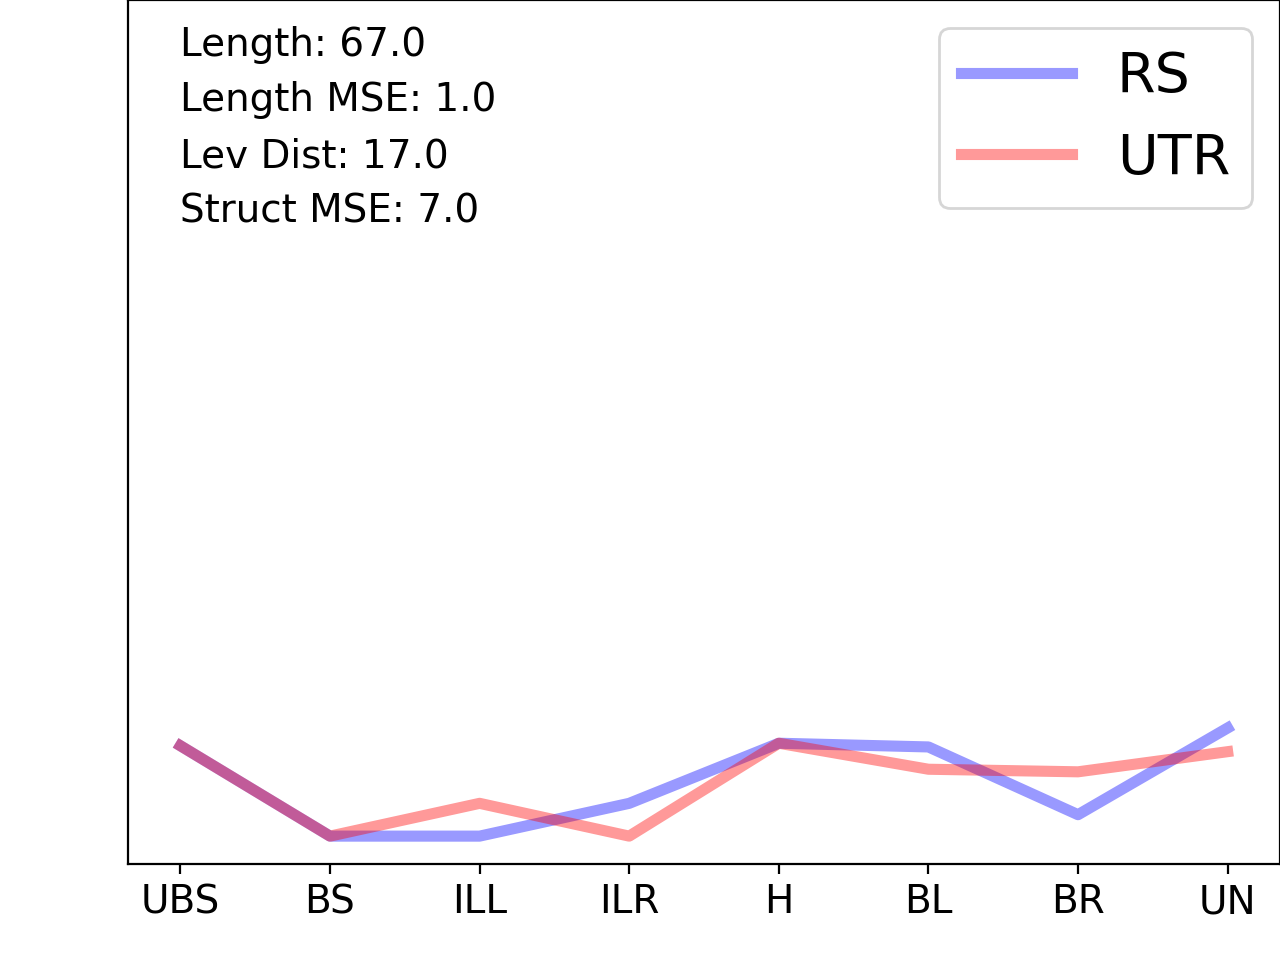 Length: 67.0
Length MSE: 1.0
Lev Dist: 17.0
Struct MSE: 7.0
RS
UTR
UBS BS ILL ILR H BL BR UN